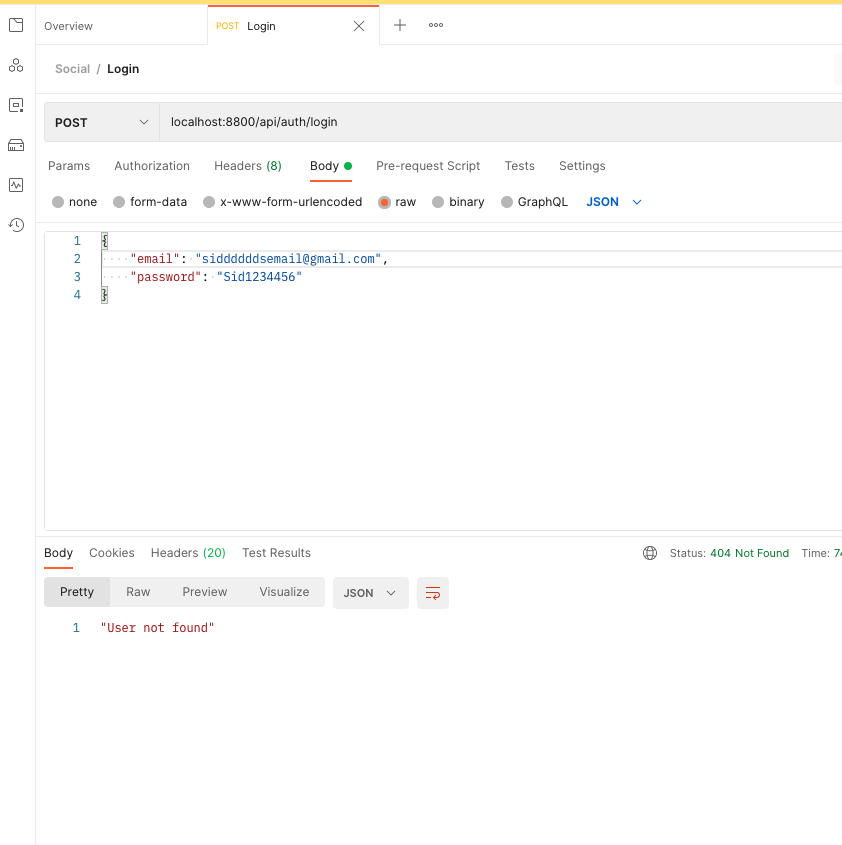 Overview
POST Login
Social / Login
POST localhost:8800/api/auth/login
Params Authorization Headers (8) Body Pre-request Script Tests Settings
none form-data x-www-form-urlencoded raw binary GraphQL JSON
1 {
2 "email": "siddddddsemail@gmail.com",
3 "password": "Sid1234456"
4 }
Body Cookies Headers (20) Test Results Status: 404 Not Found Time: 74
Pretty Raw Preview Visualize JSON
1 "User not found"